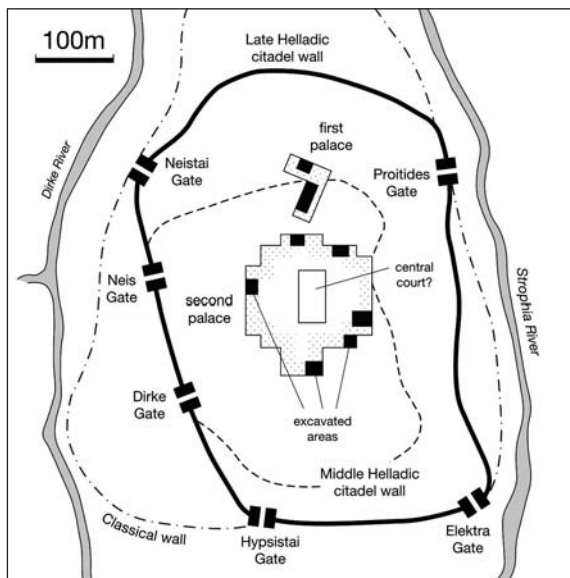 100m
Late Helladic
citadel wall
Dirke River
first
palace
Neistai
Gate
Proitides
Gate
Neis
Gate
central
court?
second
palace
Strophia River
Dirke
Gate
excavated
areas
Middle Helladic
citadel wall
Classical wall
Hypsistai
Gate
Elektra
Gate